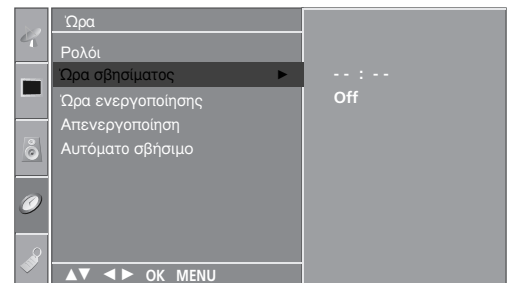 Ώρα
Ρολόι
Ώρα σβησίματος ► - - : - -
Ώρα ενεργοποίησης Off
Απενεργοποίηση
Αυτόματο σβήσιμο
▲▼ ◄► OK MENU